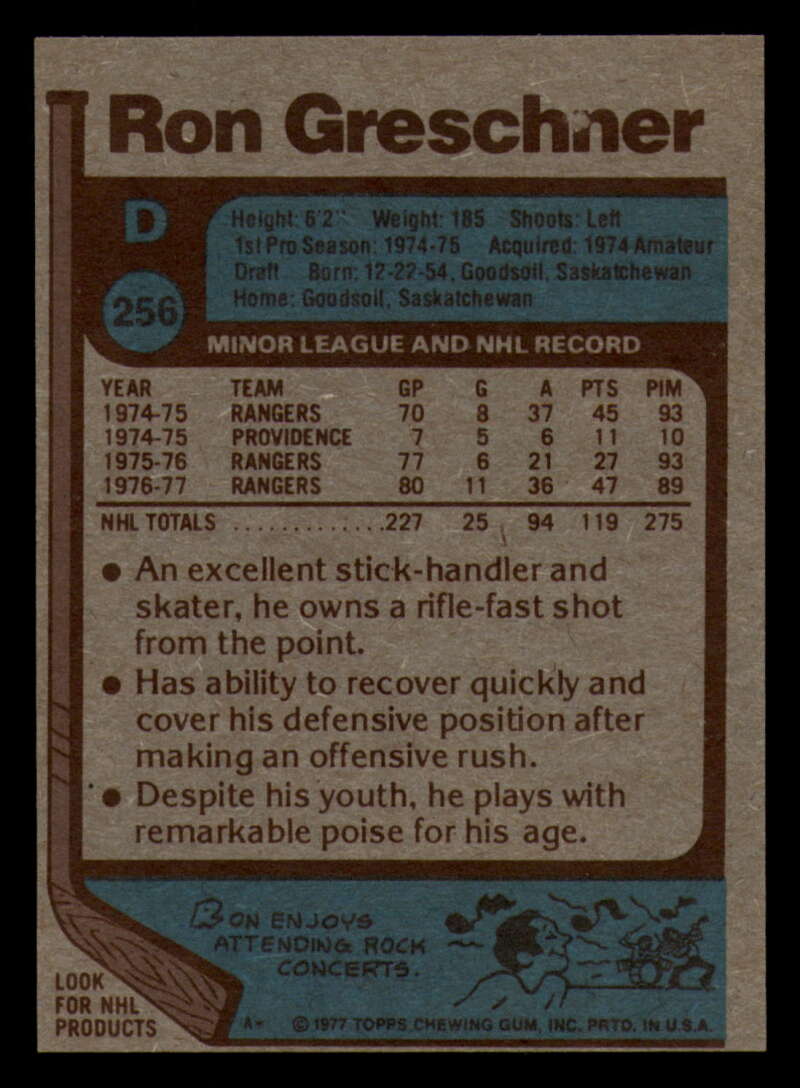 Ron Greschner
D
Height: 6'2" Weight: 185 Shoots: Left
1st Pro Season: 1974-75 Acquired: 1974 Amateur
Draft Born: 12-22-54, Goodsoil, Saskatchewan
Home: Goodsoil, Saskatchewan
256
MINOR LEAGUE AND NHL RECORD
YEAR TEAM GP G A PTS PIM
1974-75 RANGERS 70 8 37 45 93
1974-75 PROVIDENCE 7 5 6 11 10
1975-76 RANGERS 77 6 21 27 93
1976-77 RANGERS 80 11 36 47 89
NHL TOTALS .............227 25 94 119 275
● An excellent stick-handler and
skater, he owns a rifle-fast shot
from the point.
● Has ability to recover quickly and
cover his defensive position after
making an offensive rush.
● Despite his youth, he plays with
remarkable poise for his age.
RON ENJOYS
ATTENDING ROCK
CONCERTS.
LOOK
FOR NHL
PRODUCTS
A* © 1977 TOPPS CHEWING GUM, INC. PRTD. IN U.S.A.